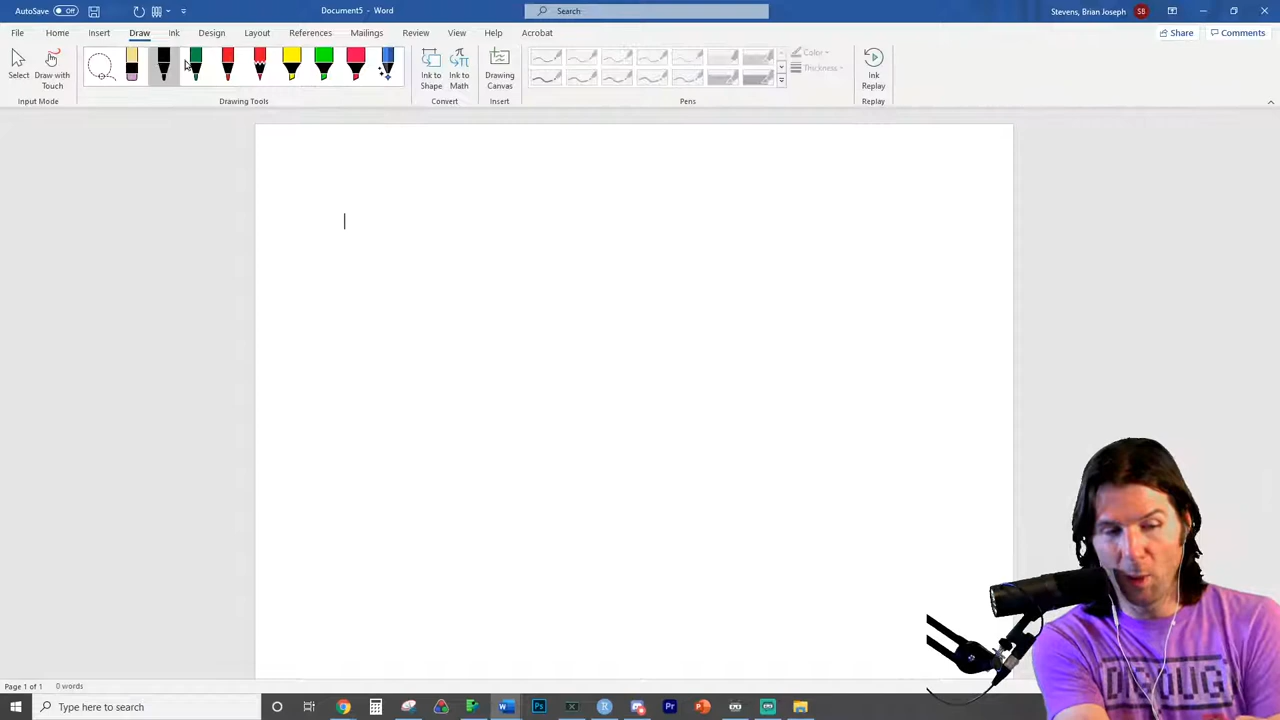 AutoSave Off Document5 - Word Search Stevens, Brian Joseph SB
File Home Insert Draw Ink Design Layout References Mailings Review View Help Acrobat Share Comments
Select Draw with Touch Ink to Shape Ink to Math Drawing Canvas Color Thickness Ink Replay
Input Mode Drawing Tools Convert Insert Pens Replay
DIGDUG
Page 1 of 1 0 words
Type here to search Ps R Pr